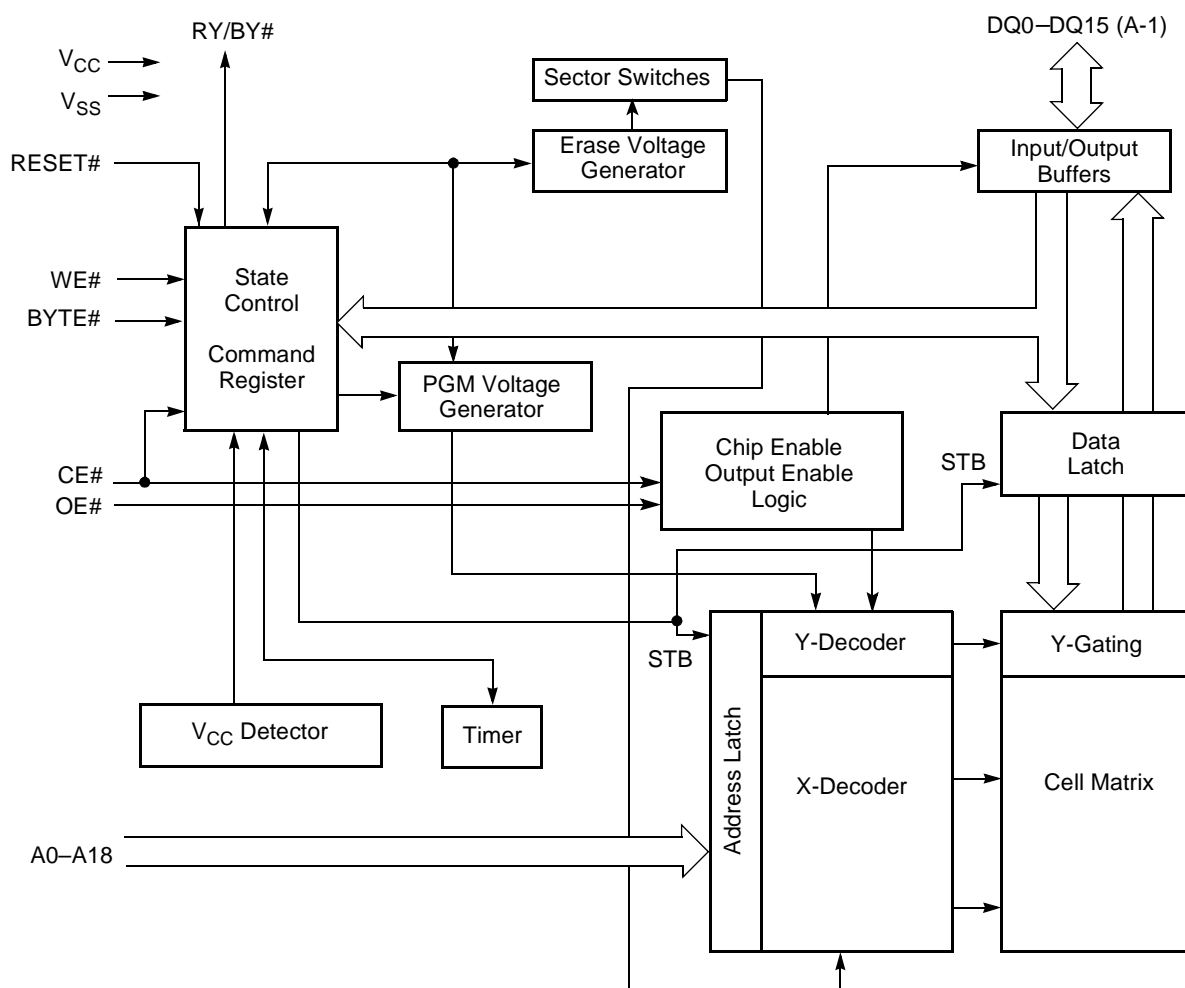 RY/BY#
DQ0–DQ15 (A-1)
VCC
VSS
Sector Switches
RESET#
Erase Voltage
Generator
Input/Output
Buffers
WE#
BYTE#
State
Control
Command
Register
PGM Voltage
Generator
Chip Enable
Output Enable
Logic
STB
Data
Latch
CE#
OE#
STB
Address Latch
Y-Decoder
Y-Gating
VCC Detector
Timer
X-Decoder
Cell Matrix
A0–A18